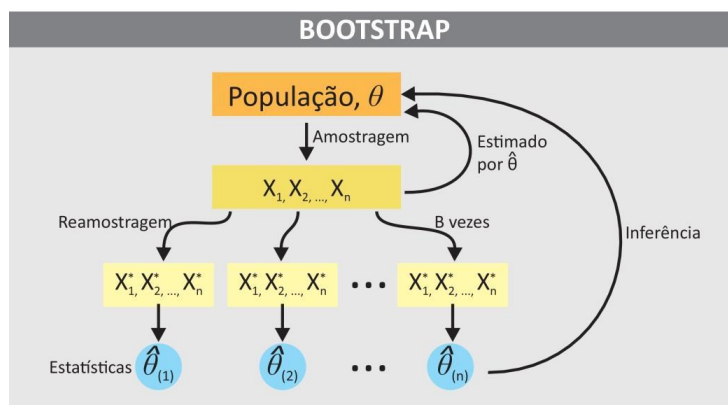 BOOTSTRAP
População, θ
Amostragem
Estimado
por θ̂
X₁, X₂, ..., Xₙ
Reamostragem
B vezes
Inferência
X*₁, X*₂, ..., X*ₙ
X*₁, X*₂, ..., X*ₙ
...
X*₁, X*₂, ..., X*ₙ
Estatísticas
θ̂₍₁₎
θ̂₍₂₎
...
θ̂₍ₙ₎